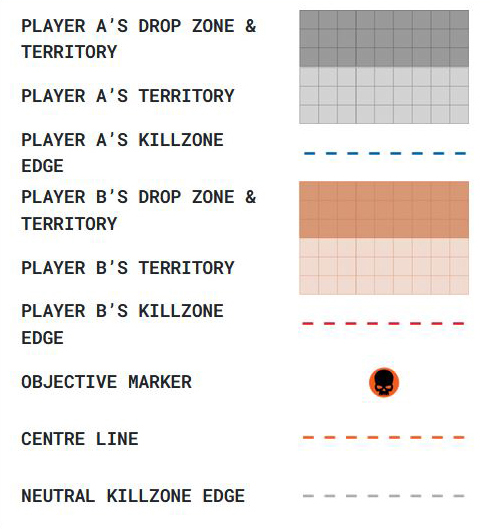 PLAYER A’S DROP ZONE &
TERRITORY
PLAYER A’S TERRITORY
PLAYER A’S KILLZONE
EDGE
PLAYER B’S DROP ZONE &
TERRITORY
PLAYER B’S TERRITORY
PLAYER B’S KILLZONE
EDGE
OBJECTIVE MARKER
CENTRE LINE
NEUTRAL KILLZONE EDGE